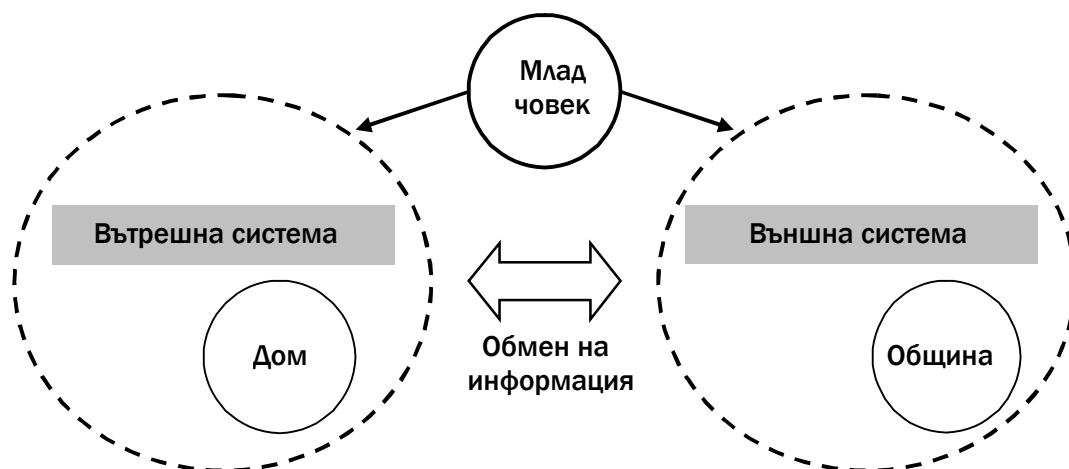 Млад
човек
Вътрешна система
Външна система
Обмен на
информация
Дом
Община